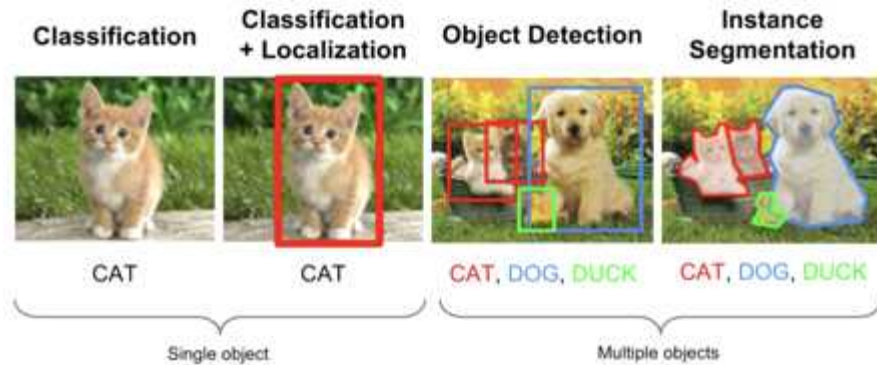 Classification
Classification
+ Localization
Object Detection
Instance
Segmentation
CAT
CAT
CAT, DOG, DUCK
CAT, DOG, DUCK
Single object
Multiple objects